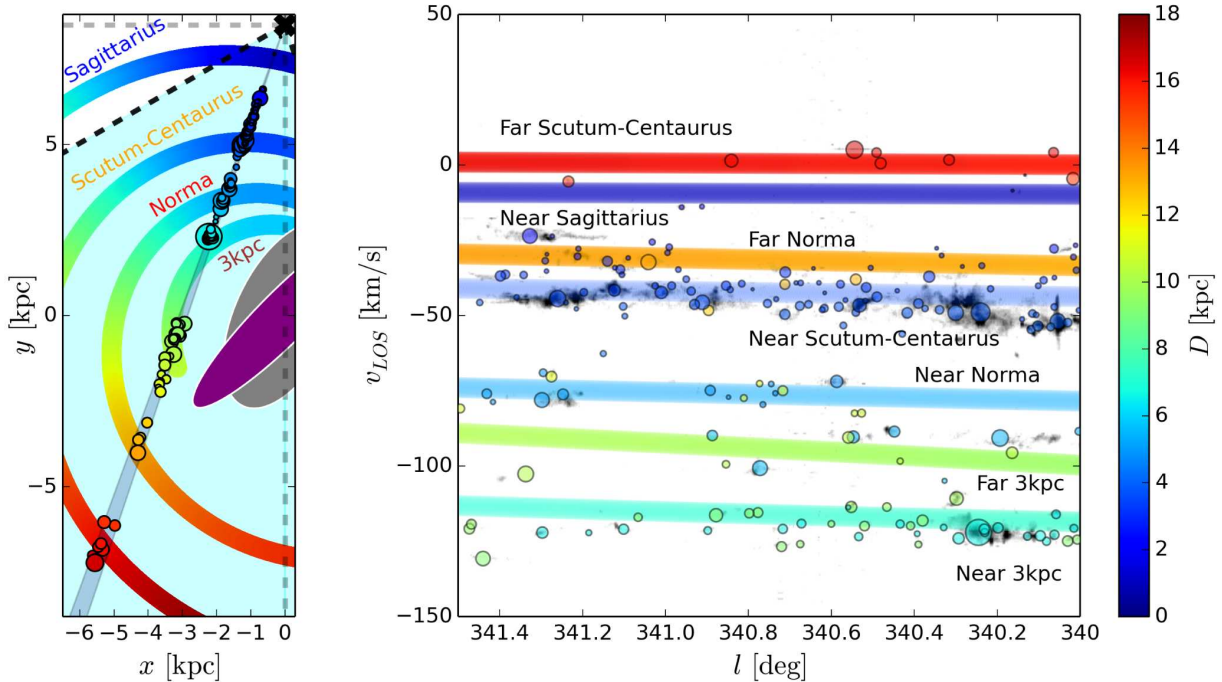 Sagittarius
Scutum-Centaurus
Norma
3kpc
5
0
−5
−6 −5 −4 −3 −2 −1 0
x [kpc]
y [kpc]
50
0
−50
−100
−150
v_LOS [km/s]
Far Scutum-Centaurus
Near Sagittarius
Far Norma
Near Scutum-Centaurus
Near Norma
Far 3kpc
Near 3kpc
341.4 341.2 341.0 340.8 340.6 340.4 340.2 340
l [deg]
18
16
14
12
10
8
6
4
2
0
D [kpc]